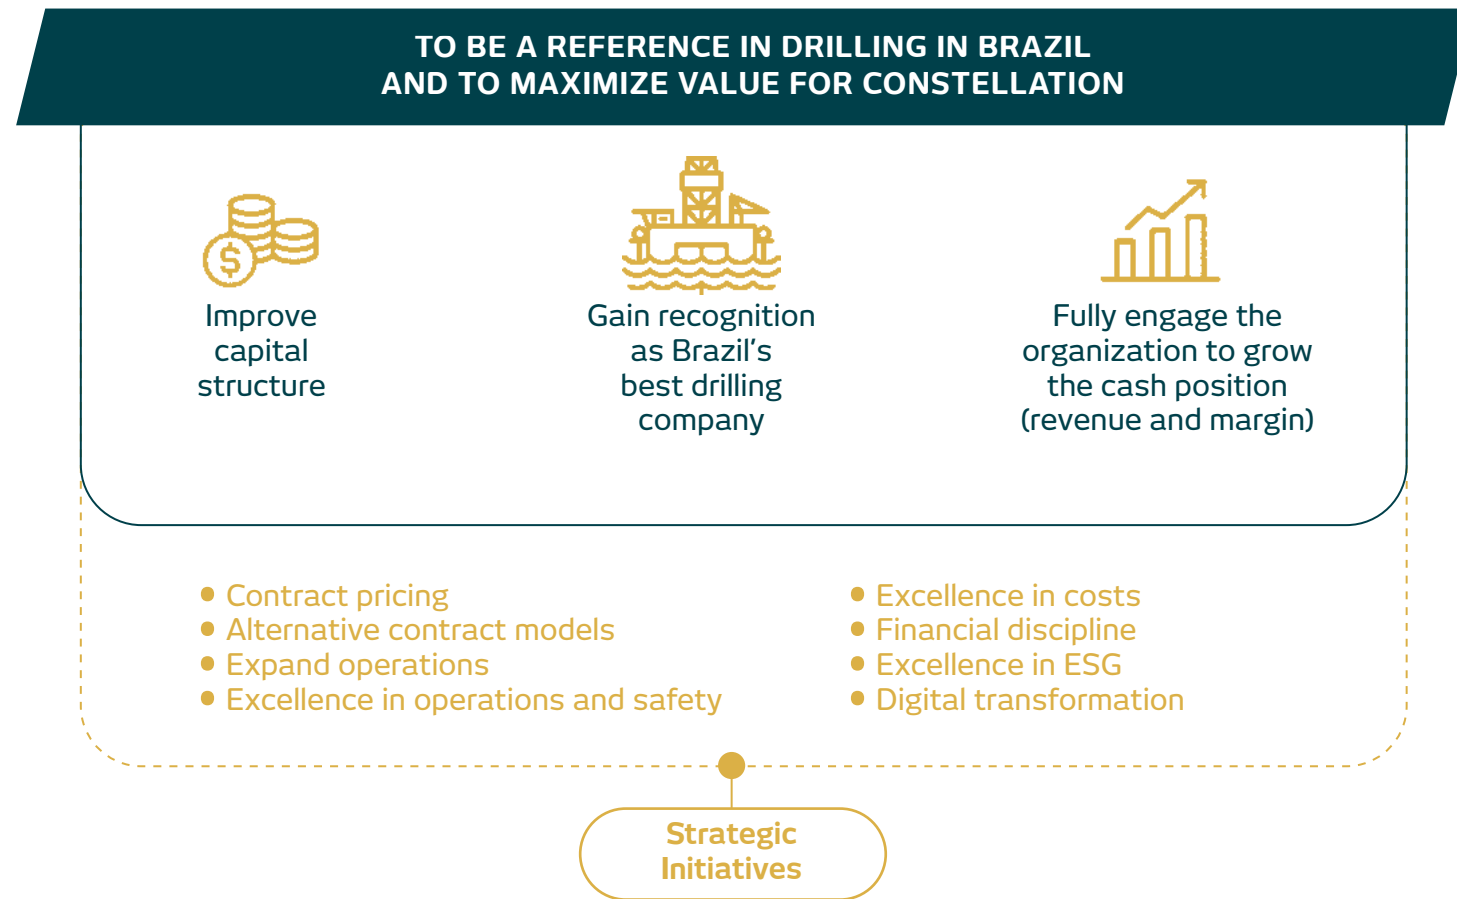 TO BE A REFERENCE IN DRILLING IN BRAZIL
AND TO MAXIMIZE VALUE FOR CONSTELLATION
$
Improve
capital
structure
Gain recognition
as Brazil's
best drilling
company
Fully engage the
organization to grow
the cash position
(revenue and margin)
• Contract pricing
• Alternative contract models
• Expand operations
• Excellence in operations and safety
• Excellence in costs
• Financial discipline
• Excellence in ESG
• Digital transformation
Strategic
Initiatives